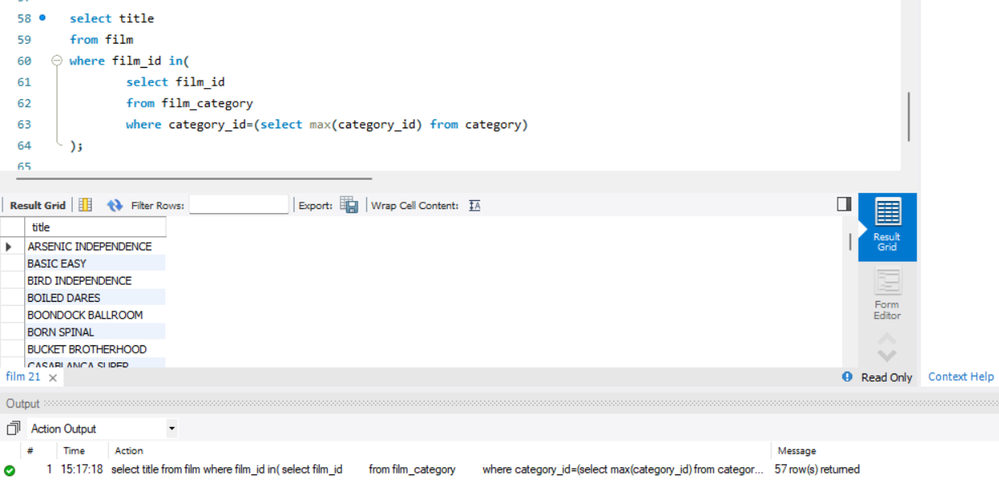 58 select title
59 from film
60 where film_id in(
61 select film_id
62 from film_category
63 where category_id=(select max(category_id) from category)
64 );
65
Result Grid Filter Rows: Export: Wrap Cell Content:
title
ARSENIC INDEPENDENCE
BASIC EASY
BIRD INDEPENDENCE
BOILED DARES
BOONDOCK BALLROOM
BORN SPINAL
BUCKET BROTHERHOOD
CASABLANCA SUPER
Result
Grid
Form
Editor
film 21 Read Only Context Help
Output
Action Output
# Time Action Message
1 15:17:18 select title from film where film_id in( select film_id from film_category where category_id=(select max(category_id) from categor... 57 row(s) returned